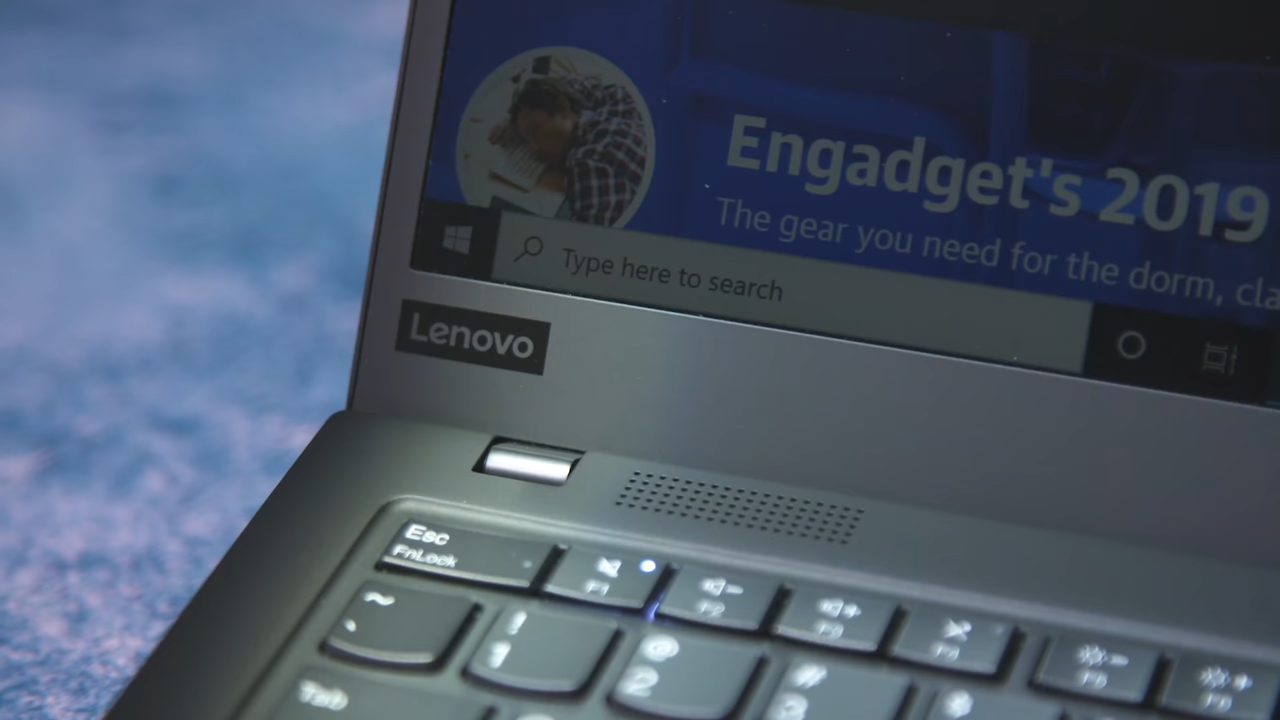 Engadget's 2019
The gear you need for the dorm, cla
Type here to search
Lenovo
Esc
FnLock
F1
F2
F3
F4
F5
F6
~
`
!
1
@
2
#
3
$
Tab